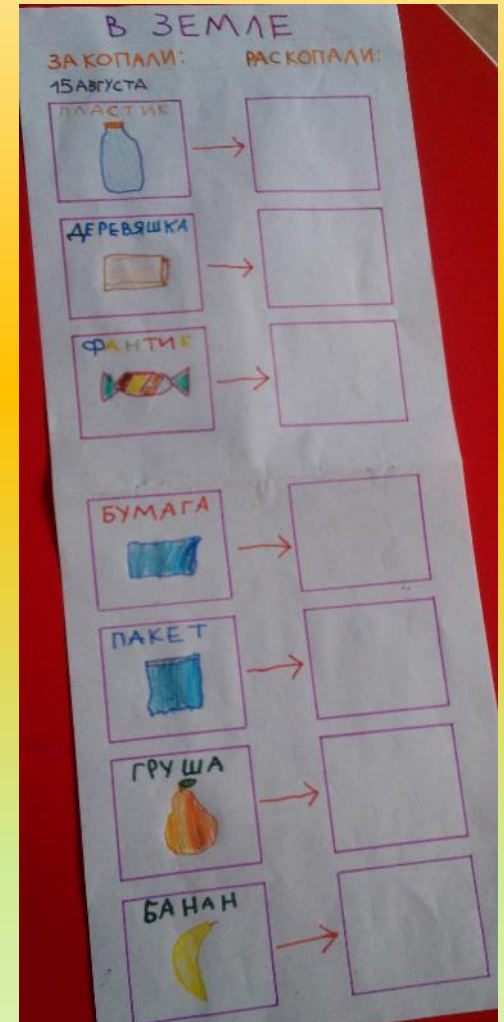 В ЗЕМЛЕ
ЗАКОПАЛИ: РАСКОПАЛИ:
15 АВГУСТА
ПЛАСТИК
ДЕРЕВЯШКА
ФАНТИК
БУМАГА
ПАКЕТ
ГРУША
БАНАН